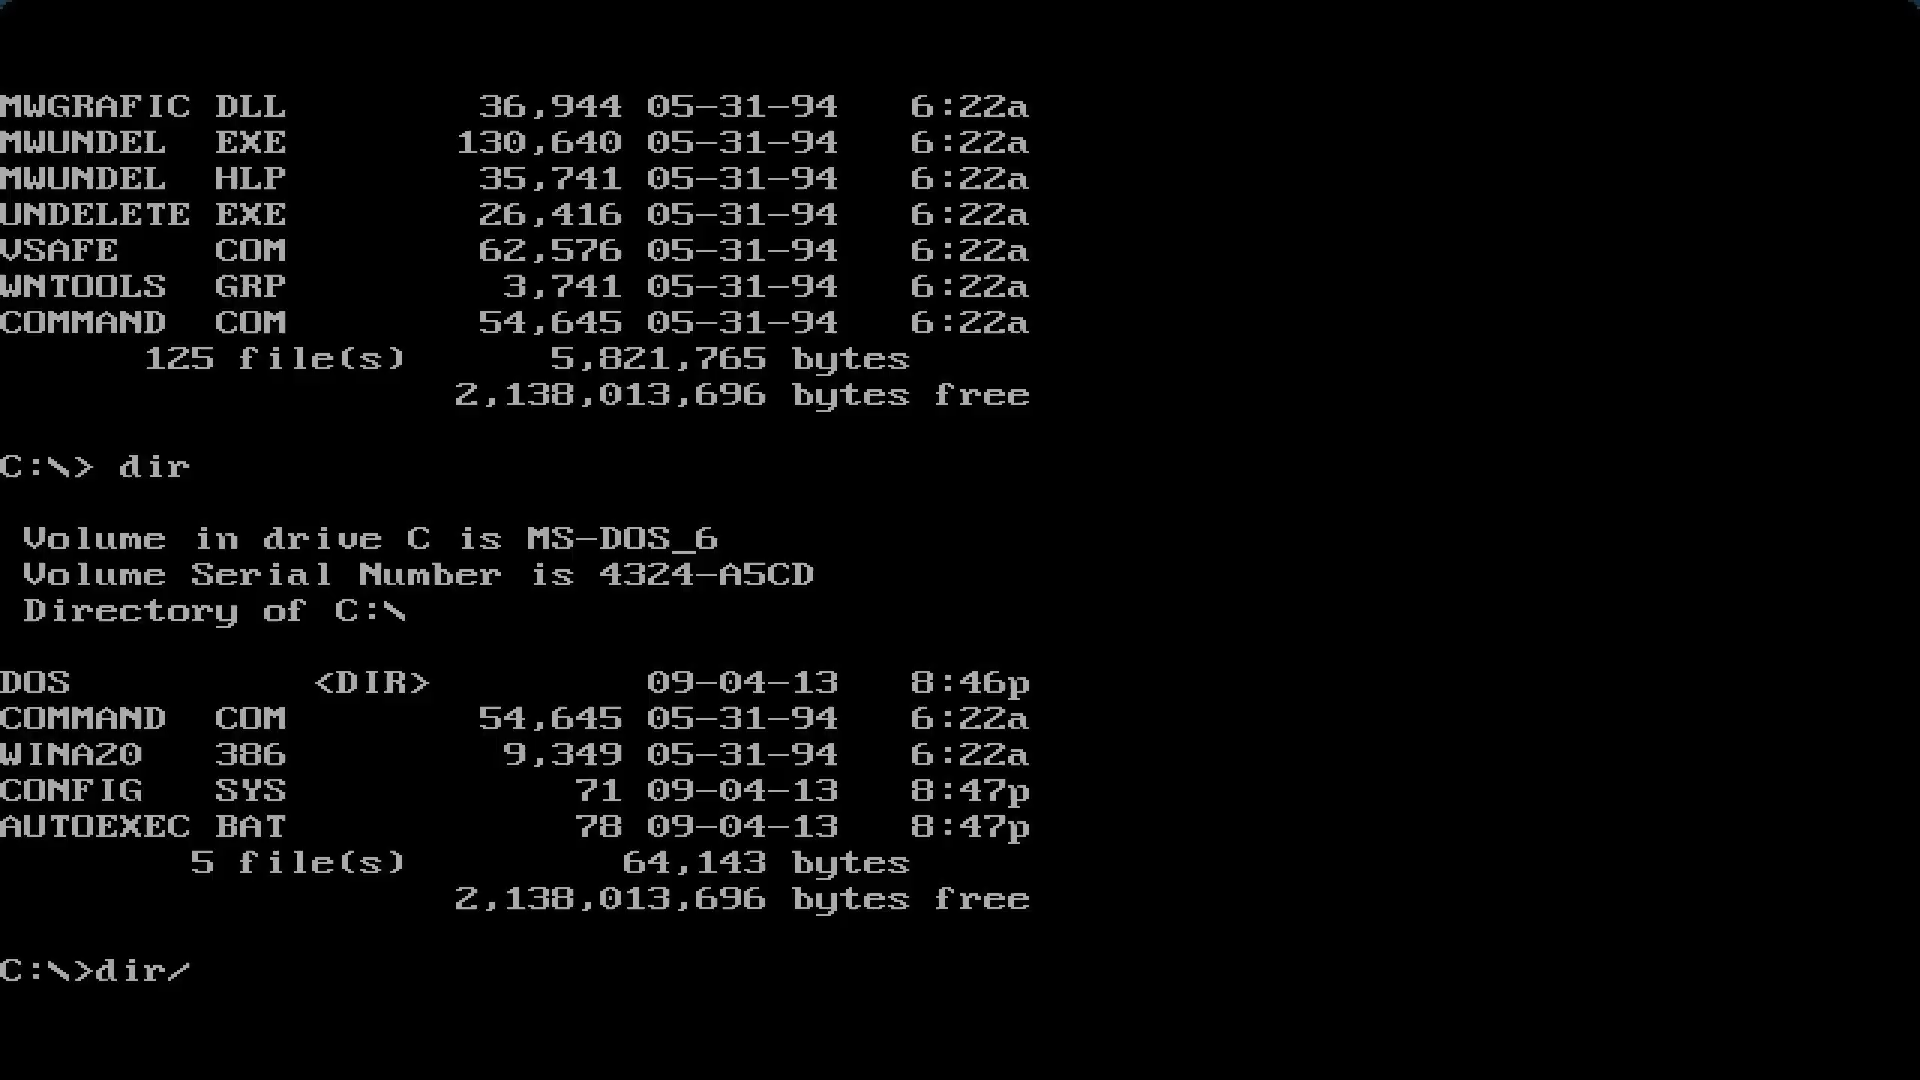 MWGRAFIC DLL        36,944 05-31-94   6:22a
MWUNDEL  EXE       130,640 05-31-94   6:22a
MWUNDEL  HLP        35,741 05-31-94   6:22a
UNDELETE EXE        26,416 05-31-94   6:22a
VSAFE    COM        62,576 05-31-94   6:22a
WNTOOLS  GRP         3,741 05-31-94   6:22a
COMMAND  COM        54,645 05-31-94   6:22a
      125 file(s)      5,821,765 bytes
                   2,138,013,696 bytes free
C:\> dir
 Volume in drive C is MS-DOS_6
 Volume Serial Number is 4324-A5CD
 Directory of C:\
DOS          <DIR>         09-04-13   8:46p
COMMAND  COM        54,645 05-31-94   6:22a
WINA20   386         9,349 05-31-94   6:22a
CONFIG   SYS            71 09-04-13   8:47p
AUTOEXEC BAT            78 09-04-13   8:47p
        5 file(s)         64,143 bytes
                   2,138,013,696 bytes free
C:\>dir/